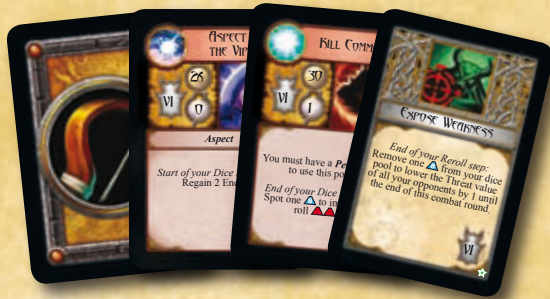 ASPECT
THE VIP
VI
26
0
Aspect
Start of your Dice
Regain 2 En
KILL COMM
VI
30
1
You must have a Pe
to use this po
End of your Dice
Spot one to in
roll
EXPOSE WEAKNESS
End of your Reroll step:
Remove one from your dice
pool to lower the Threat value
of all your opponents by 1 until
the end of this combat round.
VI